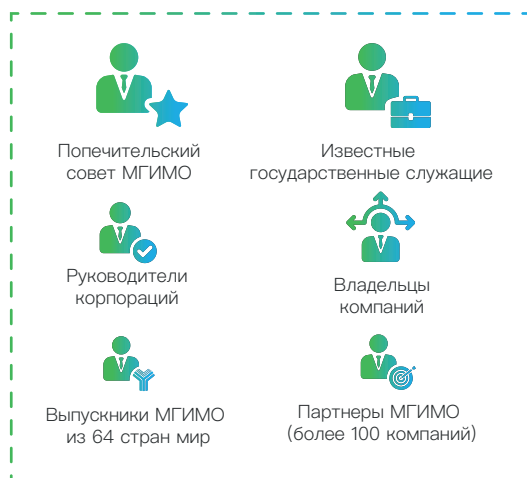 Попечительский
совет МГИМО
Известные
государственные служащие
Руководители
корпораций
Владельцы
компаний
Выпускники МГИМО
из 64 стран мир
Партнеры МГИМО
(более 100 компаний)